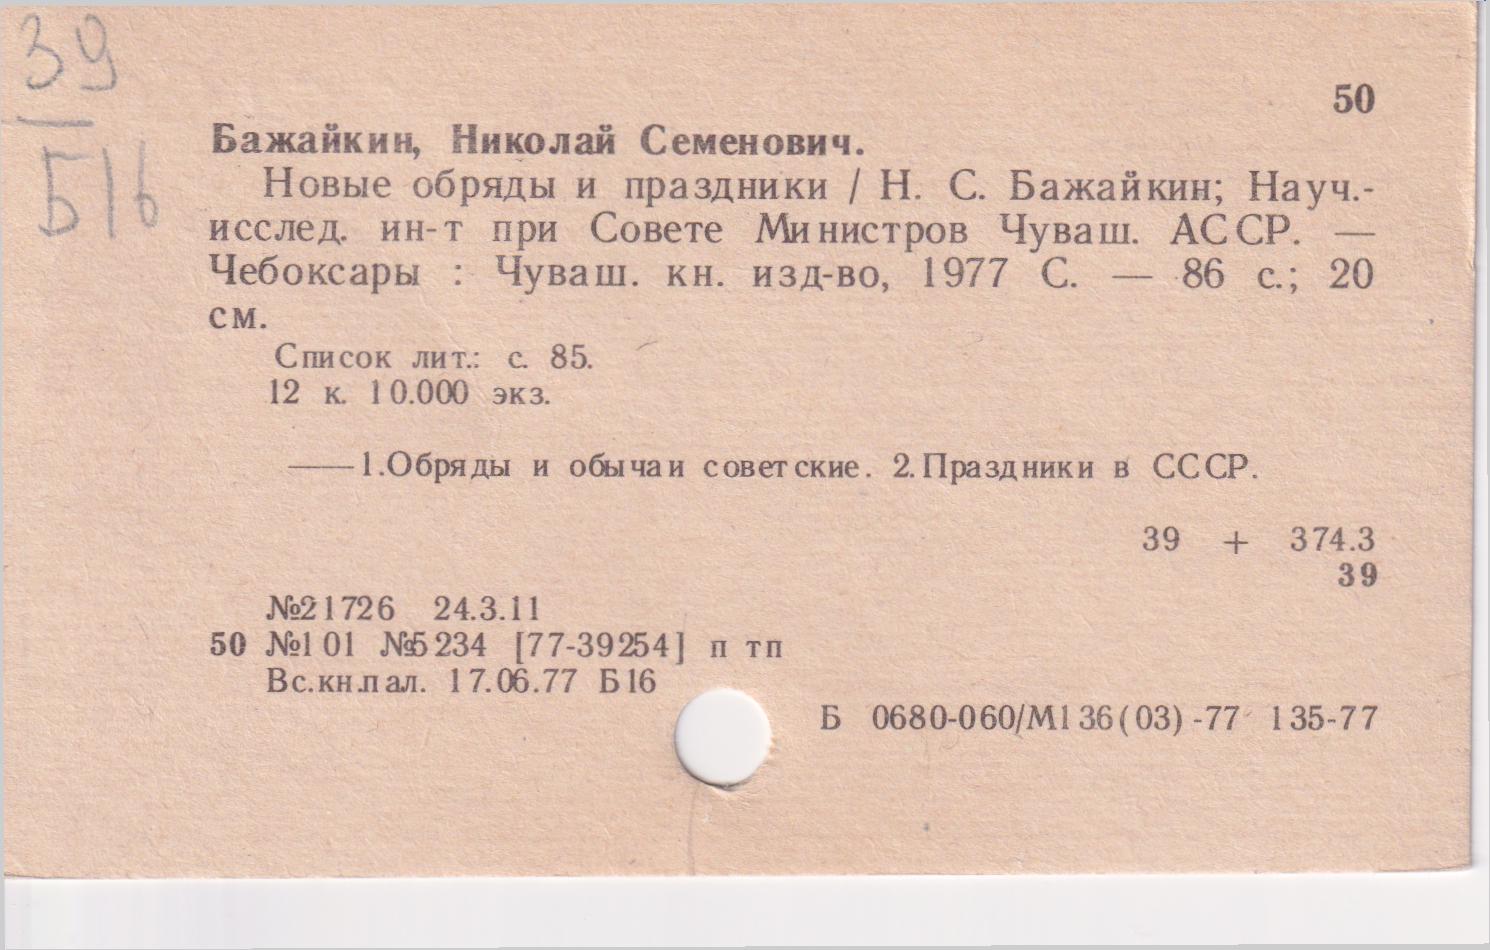 39
50
Бажайкин, Николай Семенович.
Б16
Новые обряды и праздники / Н. С. Бажайкин; Науч.-
исслед. ин-т при Совете Министров Чуваш. АССР. —
Чебоксары : Чуваш. кн. изд-во, 1977 С. — 86 с.; 20
см.
Список лит.: с. 85.
12 к. 10.000 экз.
—— 1.Обряды и обычаи советские. 2.Праздники в СССР.
39 + 374.3
39
№21726 24.3.11
50 №101 №5234 [77-39254] п тп
Вс.кн.пал. 17.06.77 Б16
Б 0680-060/М136(03)-77 135-77